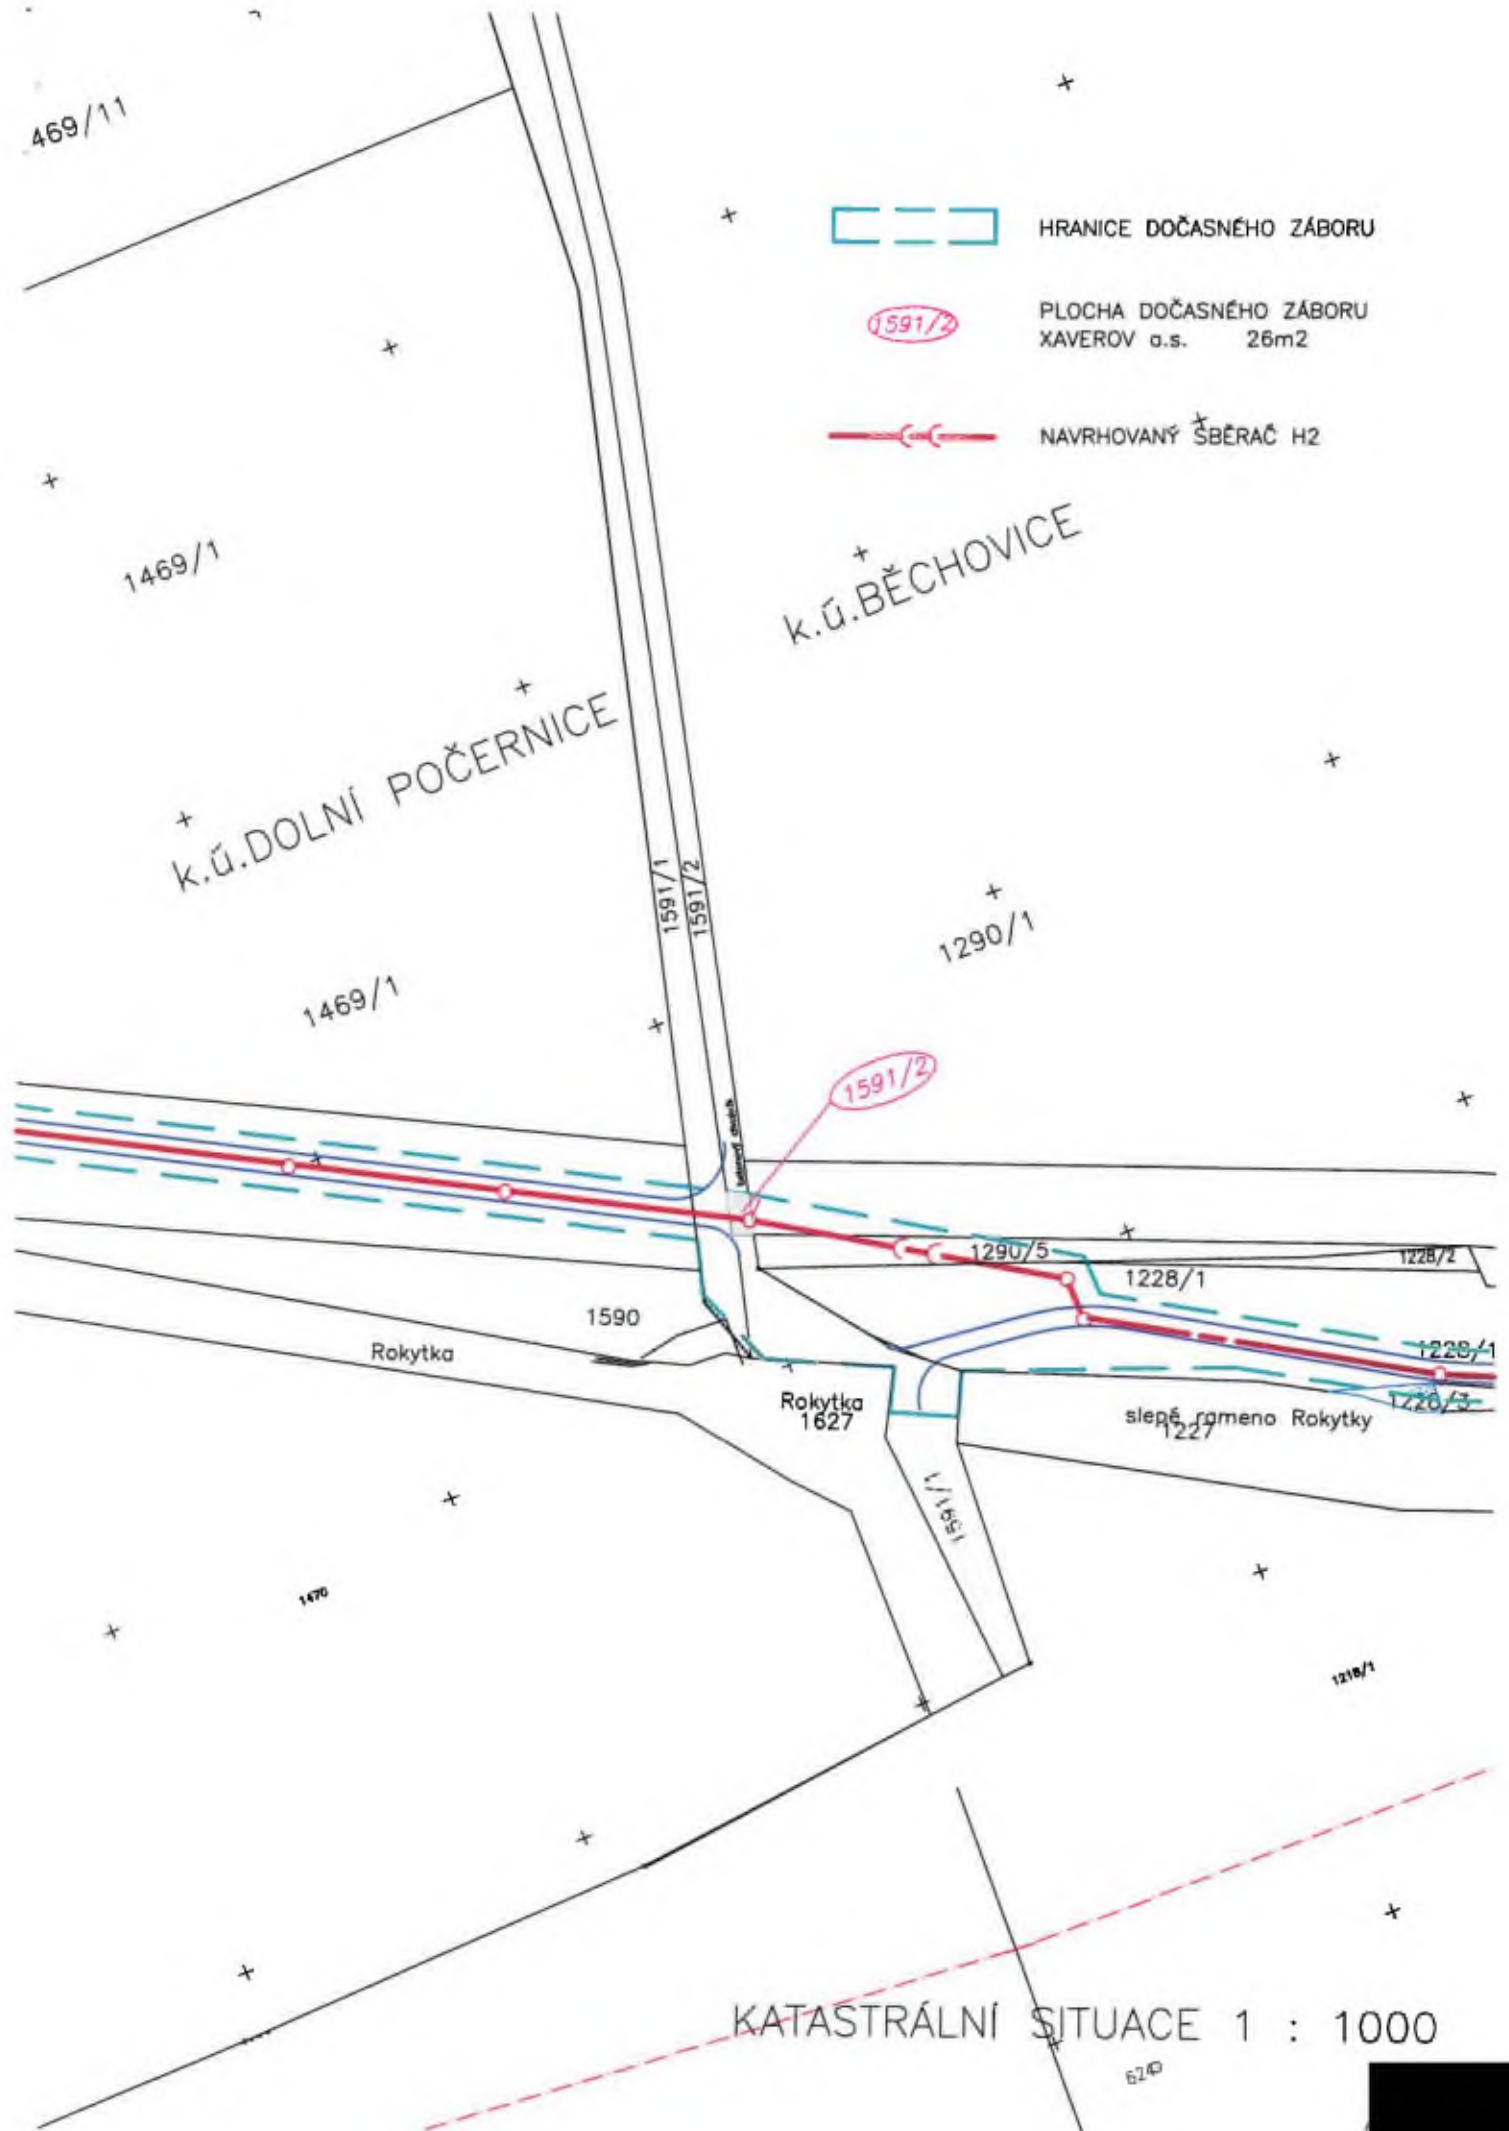 469/11
HRANICE DOČASNÉHO ZÁBORU
1591/2
PLOCHA DOČASNÉHO ZÁBORU
XAVEROV a.s. 26m2
NAVRHOVANÝ SBĚRAČ H2
1469/1
k.ú.BĚCHOVICE
k.ú.DOLNÍ POČERNICE
1591/1
1591/2
1290/1
1469/1
1591/2
1290/5
1228/1
1228/2
1590
Rokytka
1228/1
Rokytka
1627
1228/3
slepé rameno Rokytky
1227
1591/1
1470
1218/1
KATASTRÁLNÍ SITUACE 1 : 1000